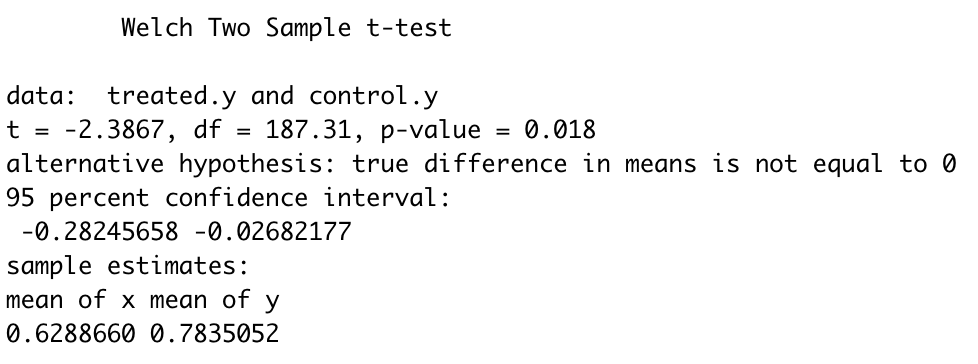 Welch Two Sample t-test
data:  treated.y and control.y
t = -2.3867, df = 187.31, p-value = 0.018
alternative hypothesis: true difference in means is not equal to 0
95 percent confidence interval:
 -0.28245658 -0.02682177
sample estimates:
mean of x mean of y
0.6288660 0.7835052